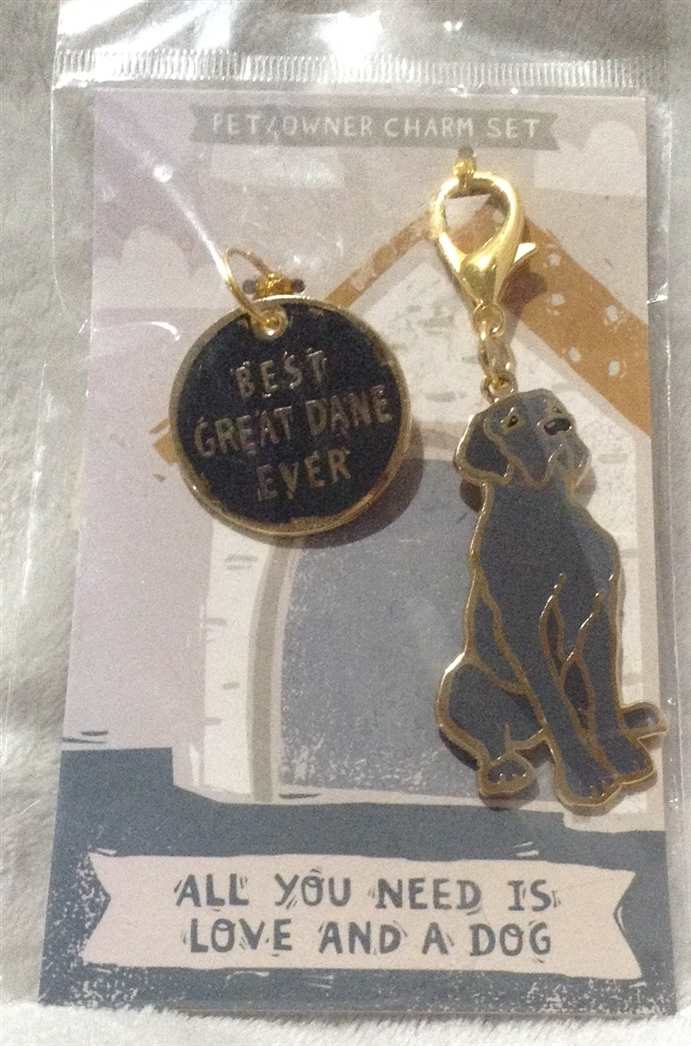 PET/OWNER CHARM SET
BEST
GREAT DANE
EVER
ALL YOU NEED IS
LOVE AND A DOG